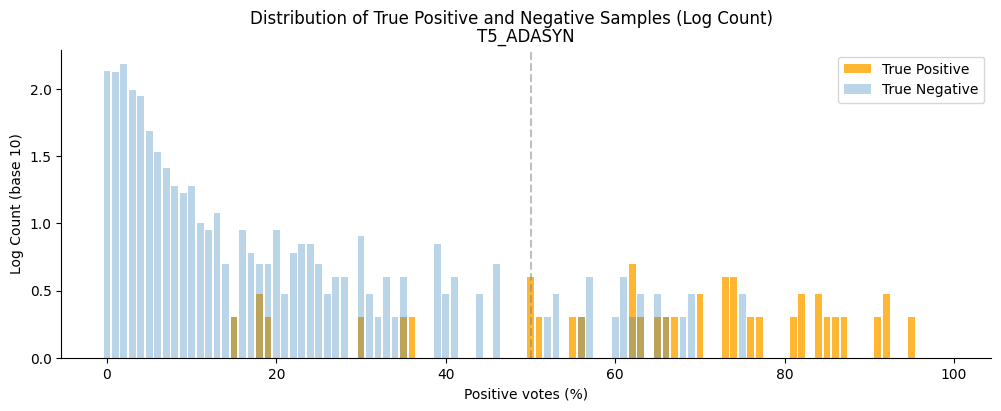 Distribution of True Positive and Negative Samples (Log Count)
T5_ADASYN
True Positive
True Negative
Log Count (base 10)
2.0
1.5
1.0
0.5
0.0
0 20 40 60 80 100
Positive votes (%)